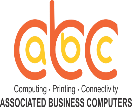 abc
Computing · Printing · Connectivity
ASSOCIATED BUSINESS COMPUTERS